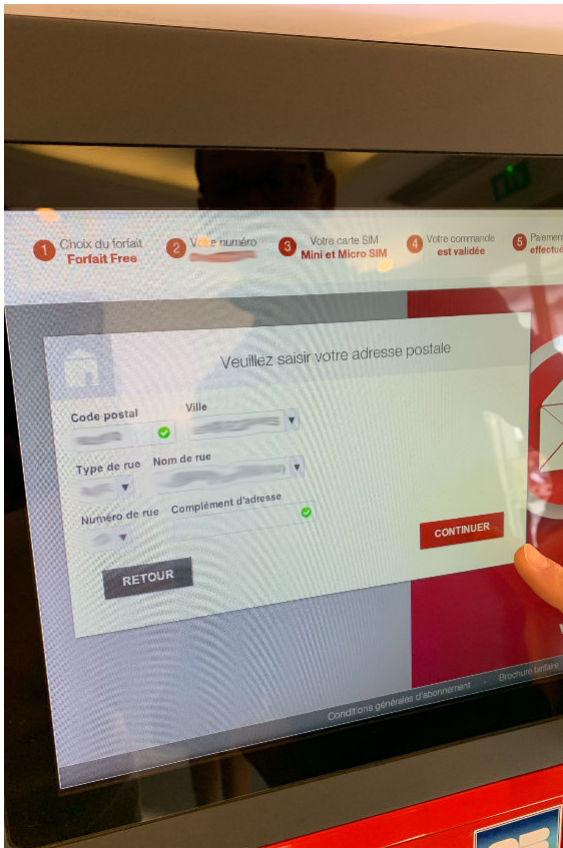 1 Choix du forfait
Forfait Free
2 Votre numéro
3 Votre carte SIM
Mini et Micro SIM
4 Votre commande
est validée
5 Paiement
effectué
Veuillez saisir votre adresse postale
Code postal
Ville
Type de rue
Nom de rue
Numéro de rue
Complément d'adresse
RETOUR
CONTINUER
Conditions générales d'abonnement - Brochure tarifaire